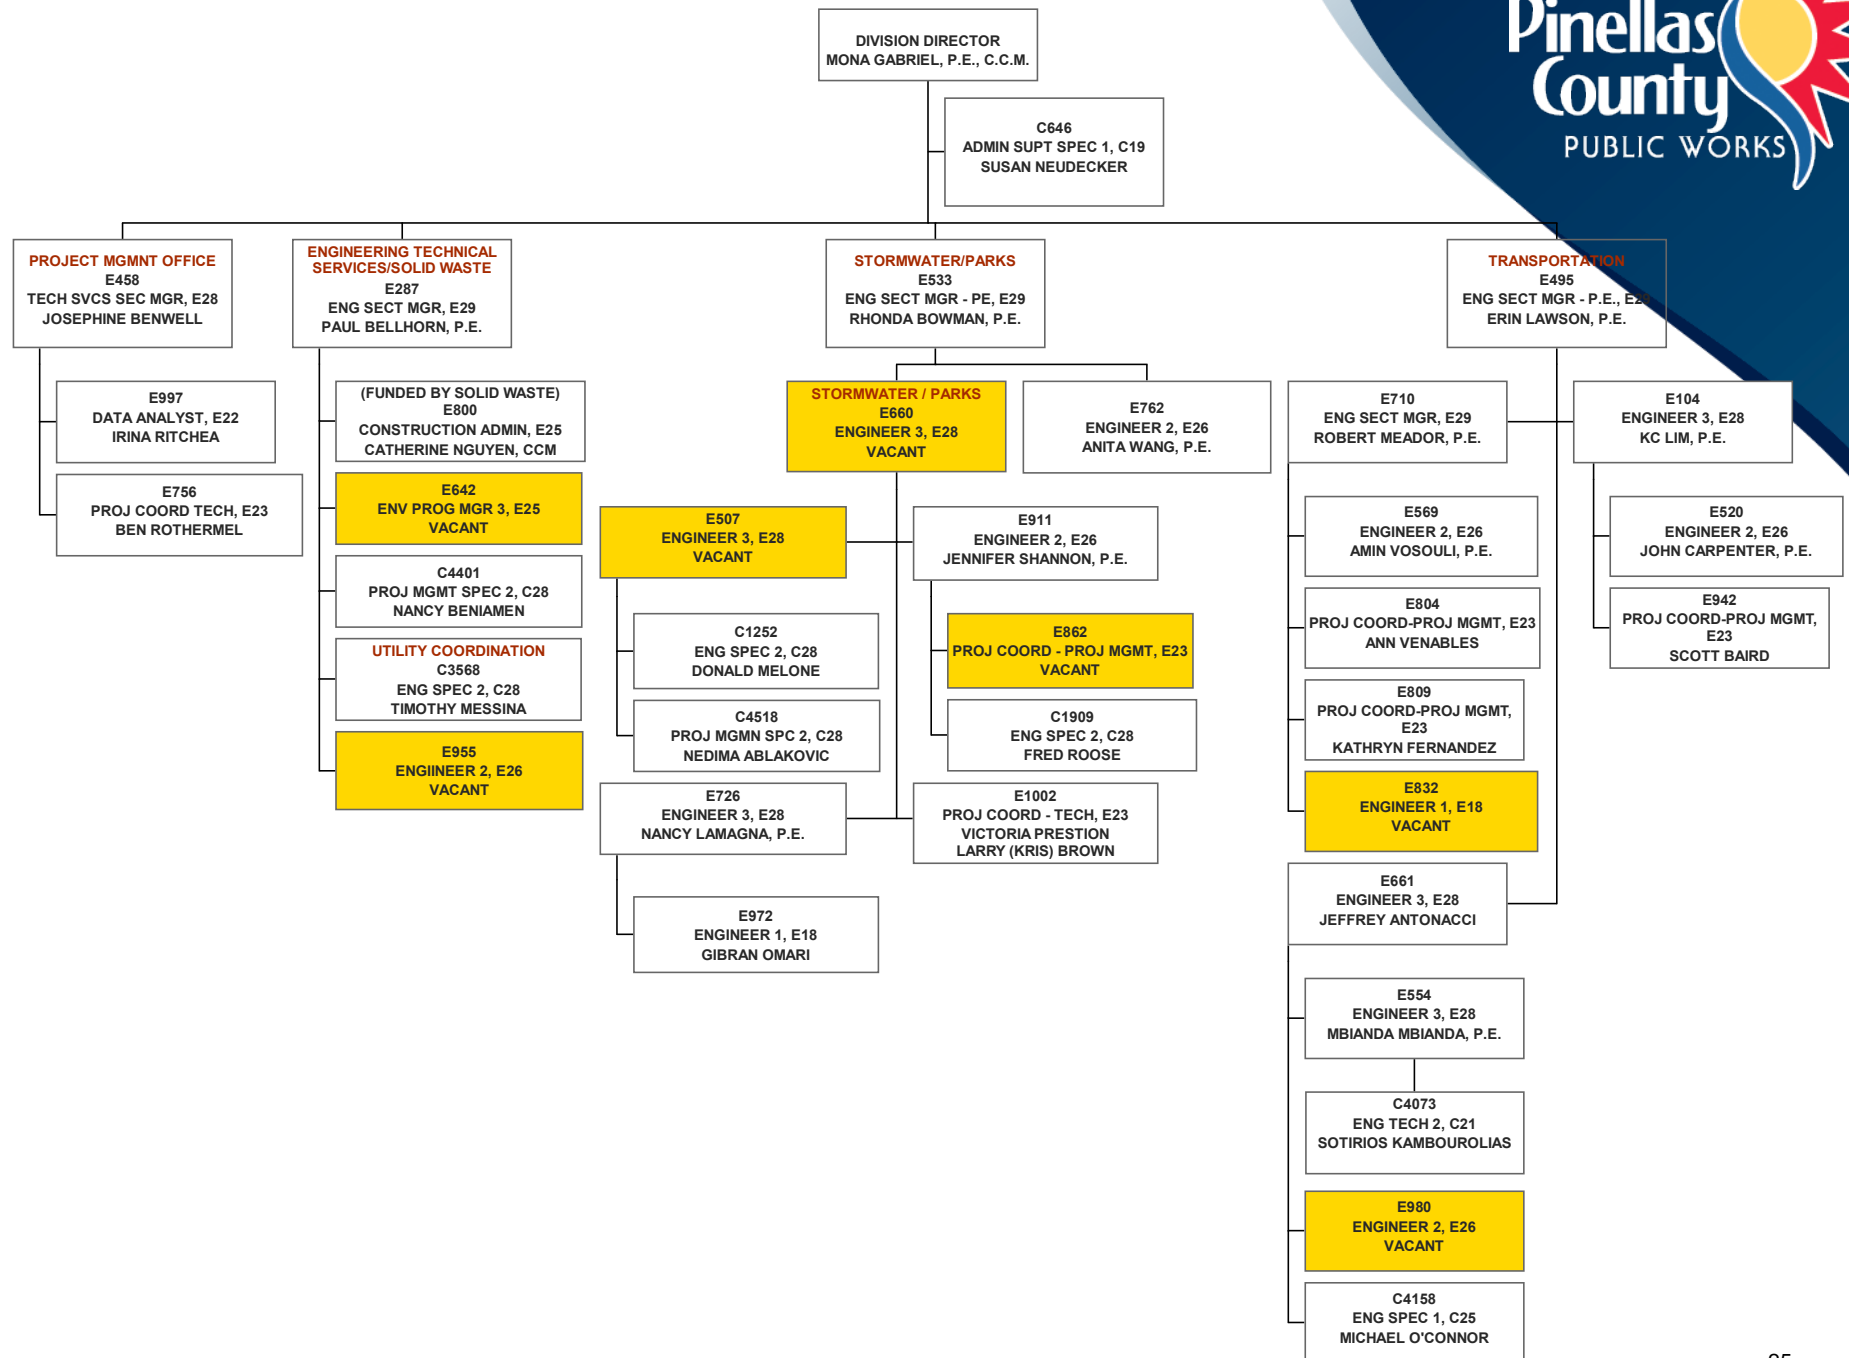 Pinellas
County
PUBLIC WORKS
DIVISION DIRECTOR
MONA GABRIEL, P.E., C.C.M.
C646
ADMIN SUPT SPEC 1, C19
SUSAN NEUDECKER
PROJECT MGMNT OFFICE
E458
TECH SVCS SEC MGR, E28
JOSEPHINE BENWELL
E997
DATA ANALYST, E22
IRINA RITCHEA
E756
PROJ COORD TECH, E23
BEN ROTHERMEL
ENGINEERING TECHNICAL
SERVICES/SOLID WASTE
E287
ENG SECT MGR, E29
PAUL BELLHORN, P.E.
(FUNDED BY SOLID WASTE)
E800
CONSTRUCTION ADMIN, E25
CATHERINE NGUYEN, CCM
E642
ENV PROG MGR 3, E25
VACANT
C4401
PROJ MGMT SPEC 2, C28
NANCY BENIAMEN
UTILITY COORDINATION
C3568
ENG SPEC 2, C28
TIMOTHY MESSINA
E955
ENGIINEER 2, E26
VACANT
STORMWATER/PARKS
E533
ENG SECT MGR - PE, E29
RHONDA BOWMAN, P.E.
STORMWATER / PARKS
E660
ENGINEER 3, E28
VACANT
E762
ENGINEER 2, E26
ANITA WANG, P.E.
E507
ENGINEER 3, E28
VACANT
C1252
ENG SPEC 2, C28
DONALD MELONE
C4518
PROJ MGMN SPC 2, C28
NEDIMA ABLAKOVIC
E911
ENGINEER 2, E26
JENNIFER SHANNON, P.E.
E862
PROJ COORD - PROJ MGMT, E23
VACANT
C1909
ENG SPEC 2, C28
FRED ROOSE
E726
ENGINEER 3, E28
NANCY LAMAGNA, P.E.
E972
ENGINEER 1, E18
GIBRAN OMARI
E1002
PROJ COORD - TECH, E23
VICTORIA PRESTION
LARRY (KRIS) BROWN
TRANSPORTATION
E495
ENG SECT MGR - P.E., E29
ERIN LAWSON, P.E.
E710
ENG SECT MGR, E29
ROBERT MEADOR, P.E.
E569
ENGINEER 2, E26
AMIN VOSOULI, P.E.
E804
PROJ COORD-PROJ MGMT, E23
ANN VENABLES
E809
PROJ COORD-PROJ MGMT,
E23
KATHRYN FERNANDEZ
E832
ENGINEER 1, E18
VACANT
E104
ENGINEER 3, E28
KC LIM, P.E.
E520
ENGINEER 2, E26
JOHN CARPENTER, P.E.
E942
PROJ COORD-PROJ MGMT,
E23
SCOTT BAIRD
E661
ENGINEER 3, E28
JEFFREY ANTONACCI
E554
ENGINEER 3, E28
MBIANDA MBIANDA, P.E.
C4073
ENG TECH 2, C21
SOTIRIOS KAMBOUROLIAS
E980
ENGINEER 2, E26
VACANT
C4158
ENG SPEC 1, C25
MICHAEL O'CONNOR